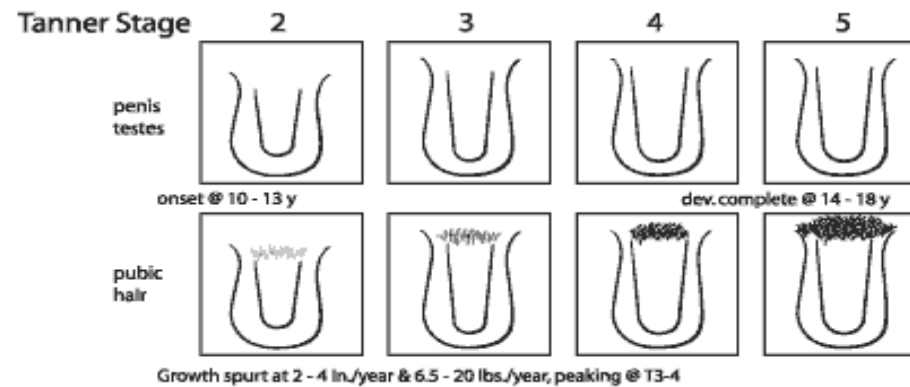 Tanner Stage 2 3 4 5
penis
testes
onset @ 10 - 13 y dev. complete @ 14 - 18 y
pubic
hair
Growth spurt at 2 - 4 in./year & 6.5 - 20 lbs./year, peaking @ T3-4